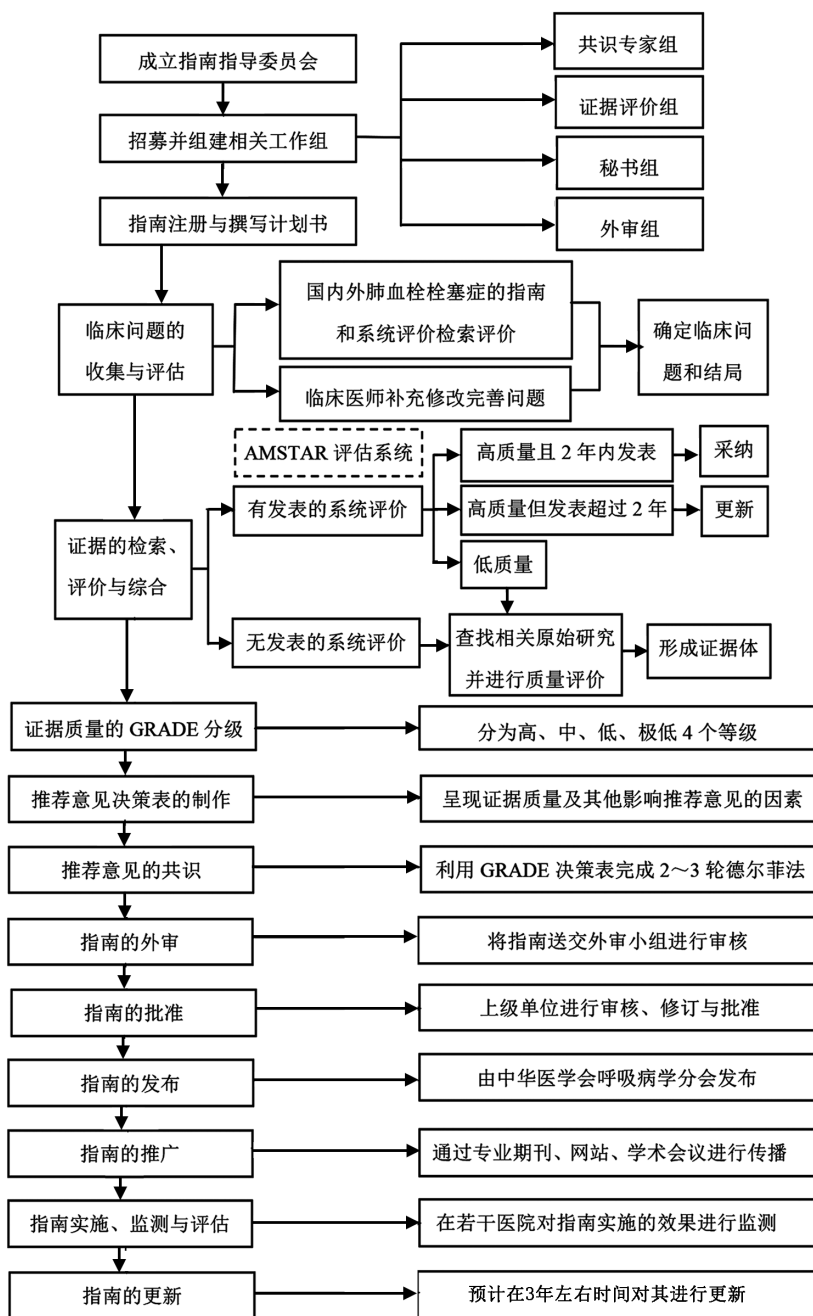 成立指南指导委员会
招募并组建相关工作组
指南注册与撰写计划书
共识专家组
证据评价组
秘书组
外审组
临床问题的
收集与评估
国内外肺血栓栓塞症的指南
和系统评价检索评价
临床医师补充修改完善问题
确定临床问
题和结局
证据的检索、
评价与综合
AMSTAR 评估系统
有发表的系统评价
高质量且 2 年内发表
采纳
高质量但发表超过 2 年
更新
低质量
无发表的系统评价
查找相关原始研究
并进行质量评价
形成证据体
证据质量的 GRADE 分级
分为高、中、低、极低 4 个等级
推荐意见决策表的制作
呈现证据质量及其他影响推荐意见的因素
推荐意见的共识
利用 GRADE 决策表完成 2～3 轮德尔菲法
指南的外审
将指南送交外审小组进行审核
指南的批准
上级单位进行审核、修订与批准
指南的发布
由中华医学会呼吸病学分会发布
指南的推广
通过专业期刊、网站、学术会议进行传播
指南实施、监测与评估
在若干医院对指南实施的效果进行监测
指南的更新
预计在3年左右时间对其进行更新